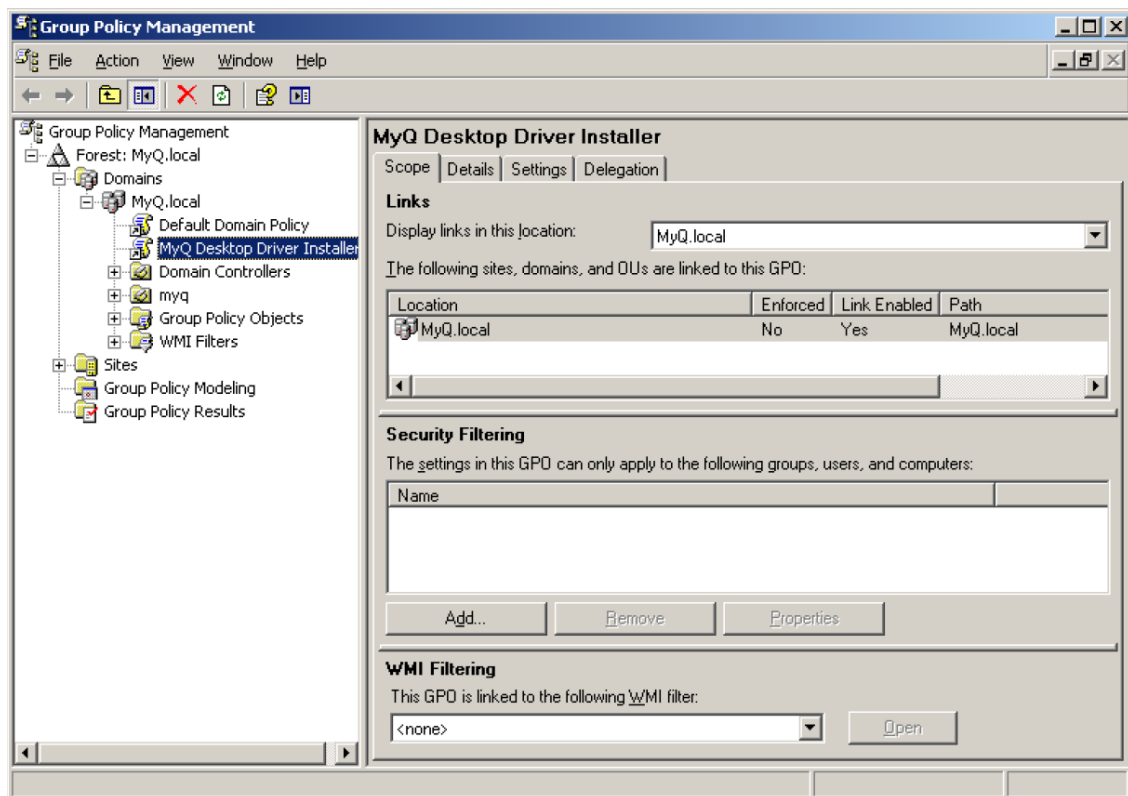 Group Policy Management
File Action View Window Help
Group Policy Management
Forest: MyQ.local
Domains
MyQ.local
Default Domain Policy
MyQ Desktop Driver Installer
Domain Controllers
myq
Group Policy Objects
WMI Filters
Sites
Group Policy Modeling
Group Policy Results
MyQ Desktop Driver Installer
Scope Details Settings Delegation
Links
Display links in this location: MyQ.local
The following sites, domains, and OUs are linked to this GPO:
Location Enforced Link Enabled Path
MyQ.local No Yes MyQ.local
Security Filtering
The settings in this GPO can only apply to the following groups, users, and computers:
Name
Add... Remove Properties
WMI Filtering
This GPO is linked to the following WMI filter:
<none> Open